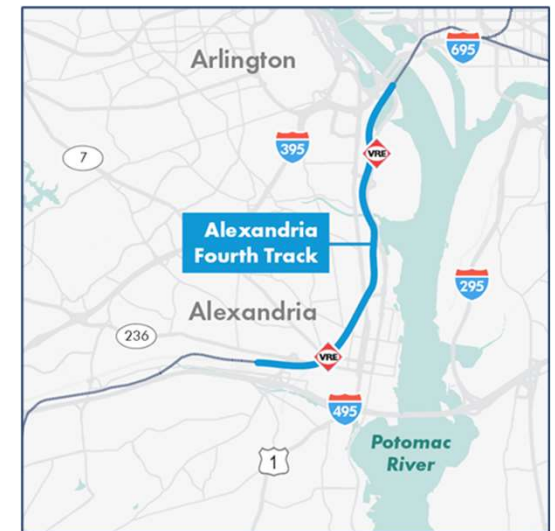 695
Arlington
395
VRE
7
Alexandria
Fourth Track
295
Alexandria
236
VRE
495
Potomac
River
1